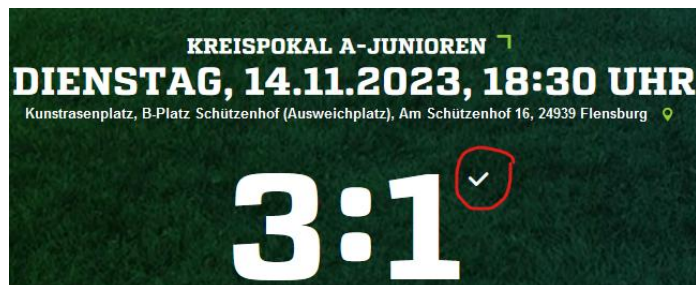 KREISPOKAL A-JUNIOREN
DIENSTAG, 14.11.2023, 18:30 UHR
Kunstrasenplatz, B-Platz Schützenhof (Ausweichplatz), Am Schützenhof 16, 24939 Flensburg
3:1